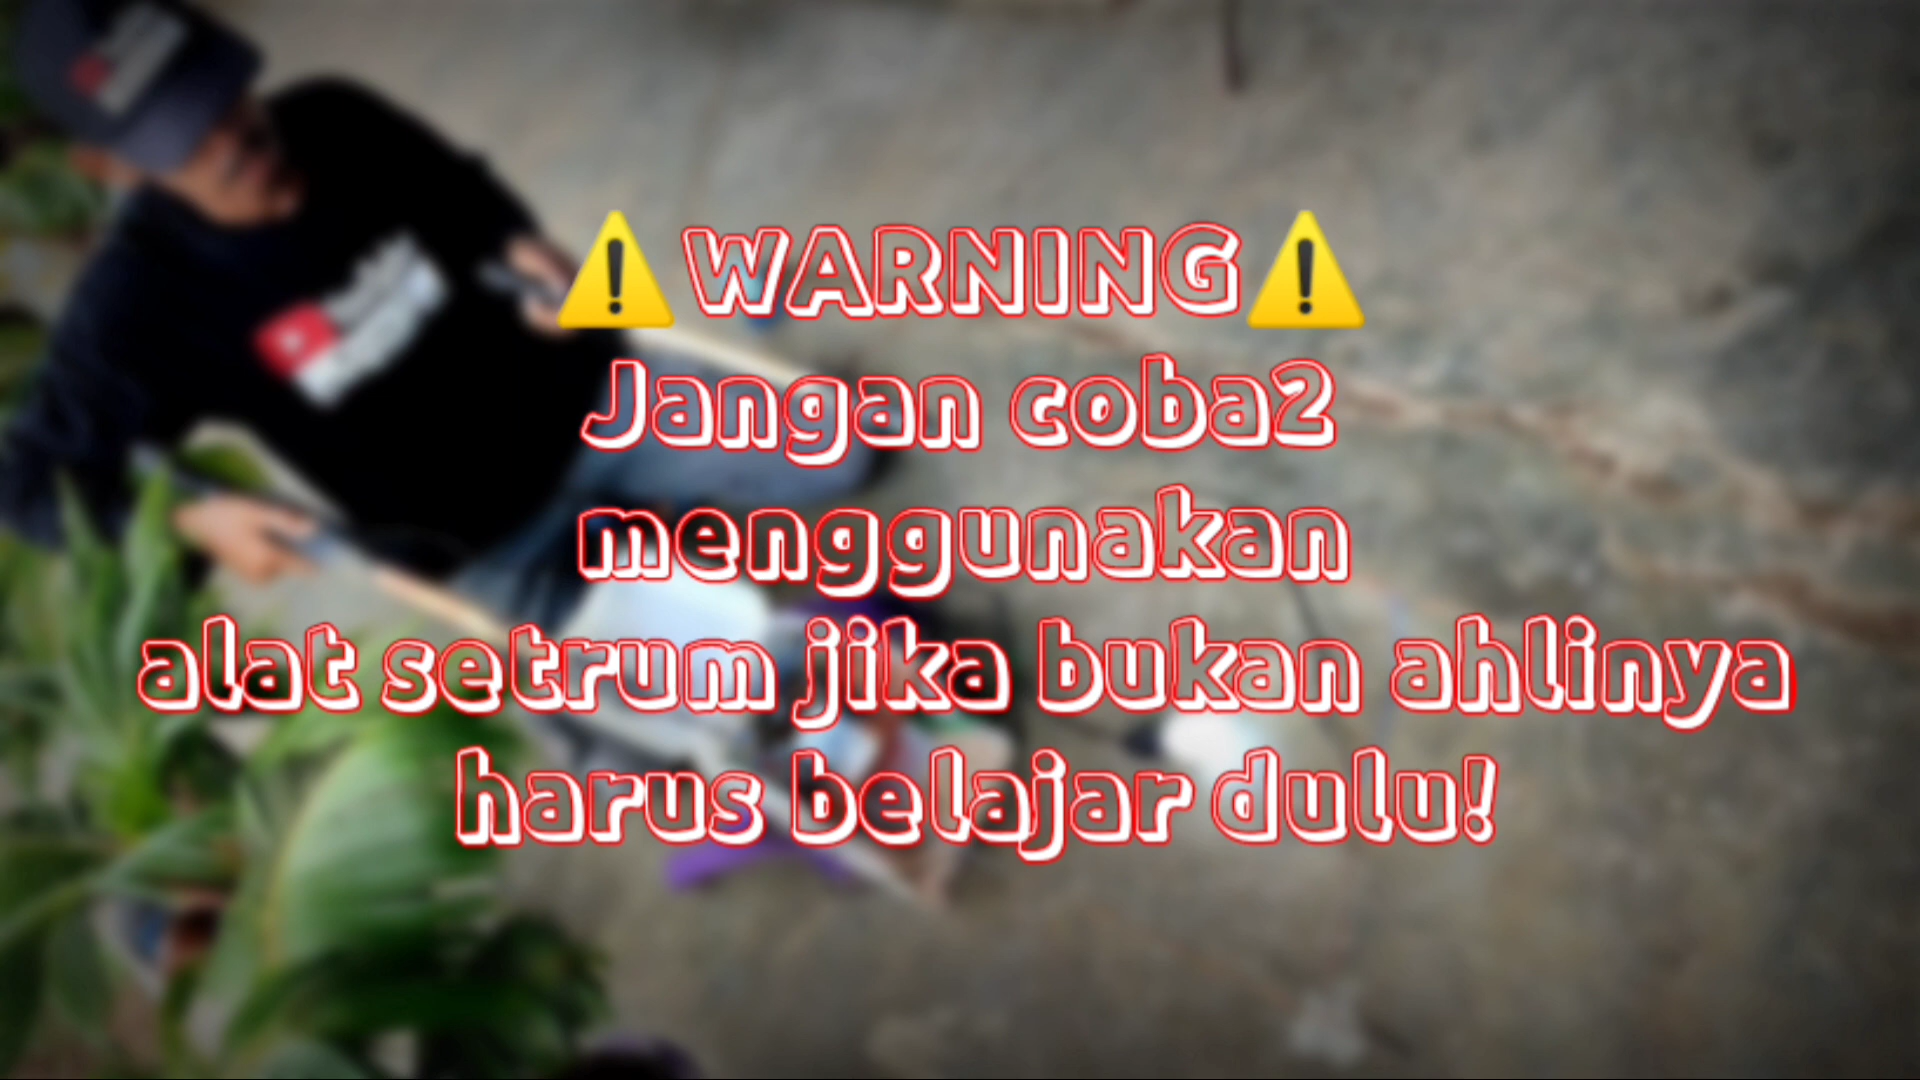 ⚠️WARNING⚠️
Jangan coba2
menggunakan
alat setrum jika bukan ahlinya
harus belajar dulu!